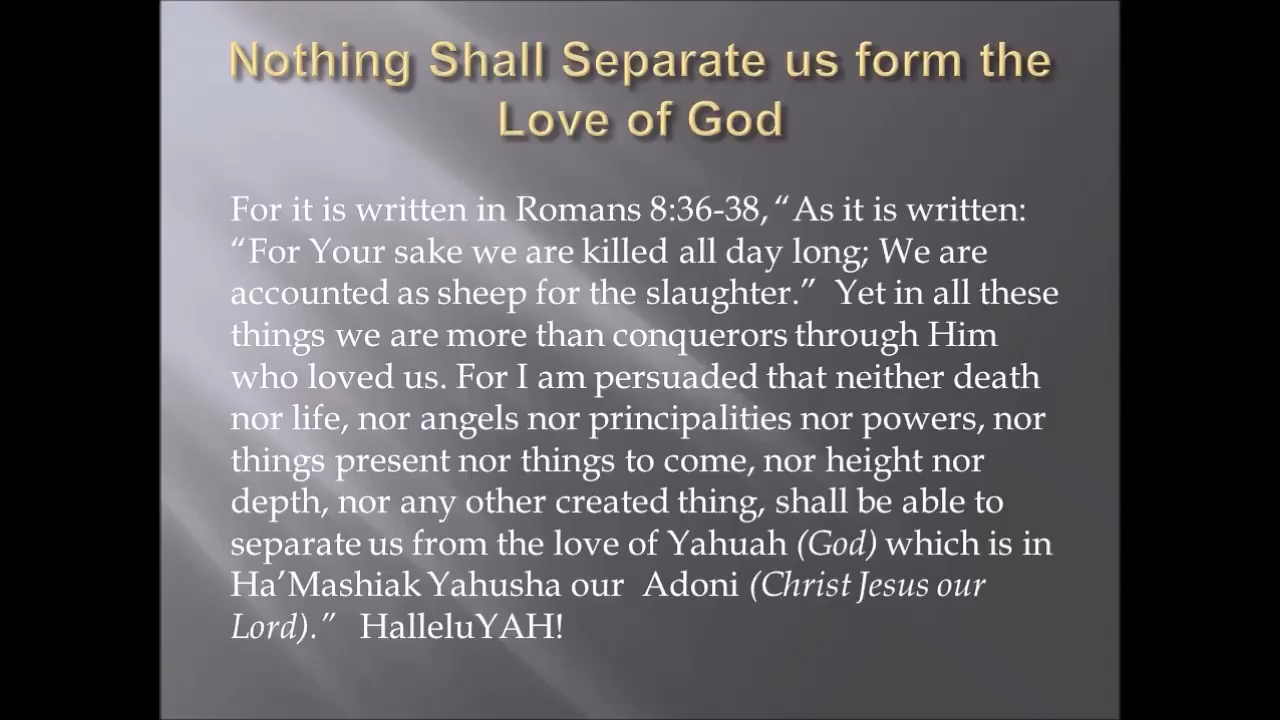 Nothing Shall Separate us form the
Love of God
For it is written in Romans 8:36-38, “As it is written:
“For Your sake we are killed all day long; We are
accounted as sheep for the slaughter.” Yet in all these
things we are more than conquerors through Him
who loved us. For I am persuaded that neither death
nor life, nor angels nor principalities nor powers, nor
things present nor things to come, nor height nor
depth, nor any other created thing, shall be able to
separate us from the love of Yahuah (God) which is in
Ha’Mashiak Yahusha our Adoni (Christ Jesus our
Lord).” HalleluYAH!